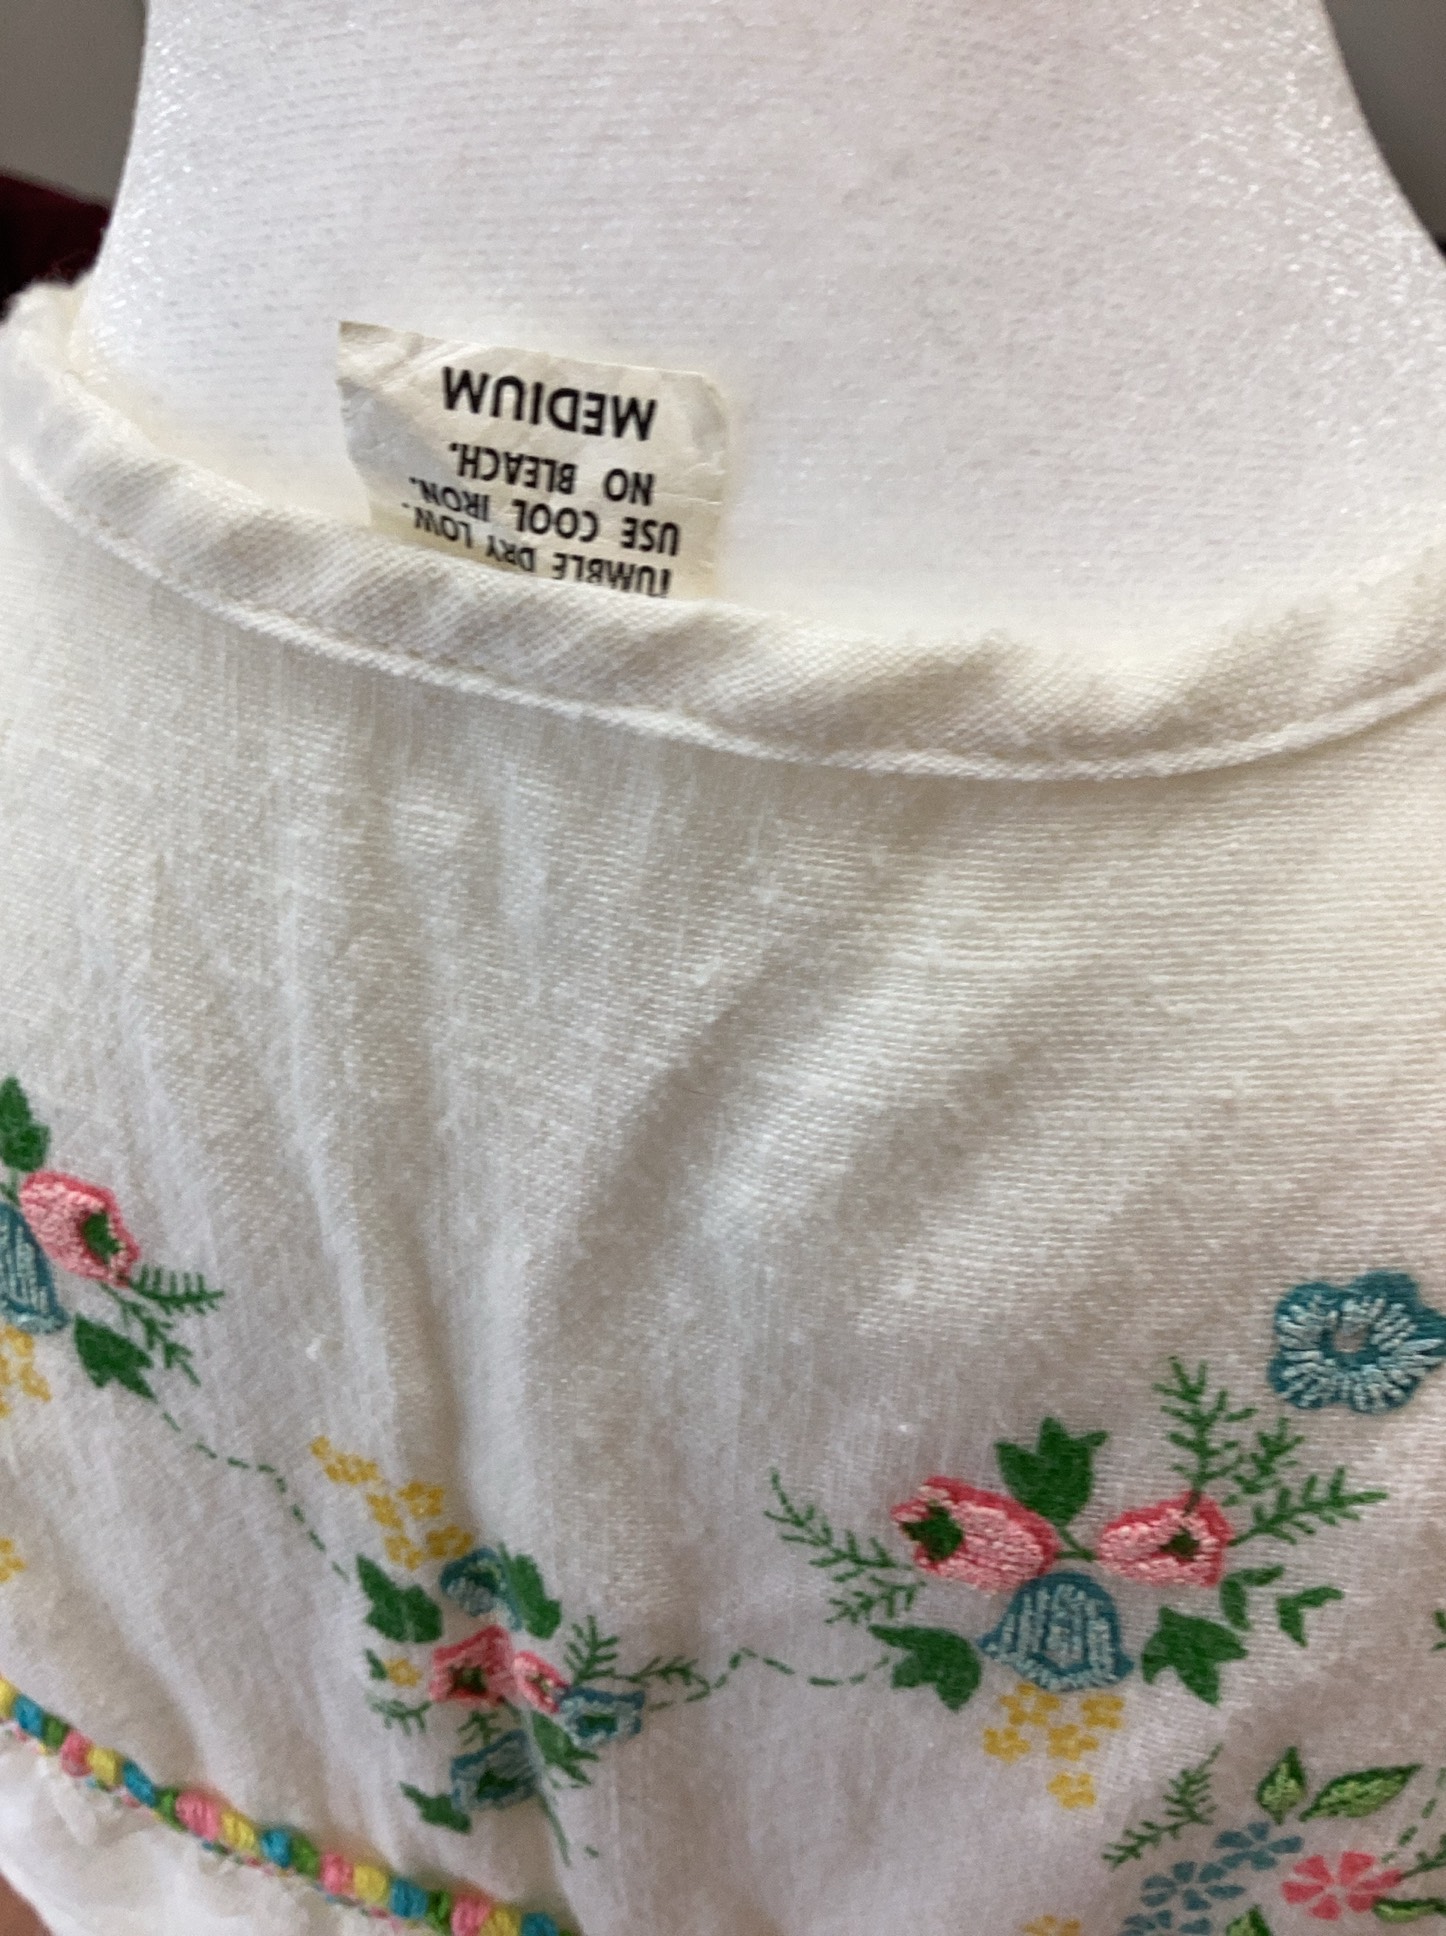 TUMBLE DRY LOW.
USE COOL IRON.
NO BLEACH.
MEDIUM